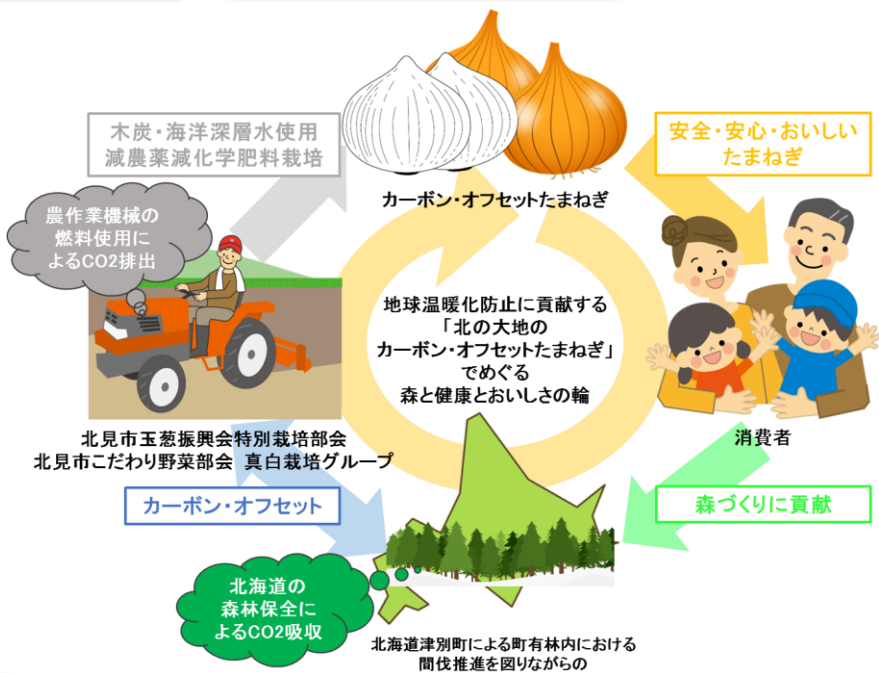 木炭・海洋深層水使用
減農薬減化学肥料栽培
安全・安心・おいしい
たまねぎ
カーボン・オフセットたまねぎ
農作業機械の
燃料使用に
よるCO2排出
地球温暖化防止に貢献する
「北の大地の
カーボン・オフセットたまねぎ」
でめぐる
森と健康とおいしさの輪
北見市玉葱振興会特別栽培部会
北見市こだわり野菜部会 真白栽培グループ
消費者
カーボン・オフセット
森づくりに貢献
北海道の
森林保全に
よるCO2吸収
北海道津別町による町有林内における
間伐推進を図りながらの